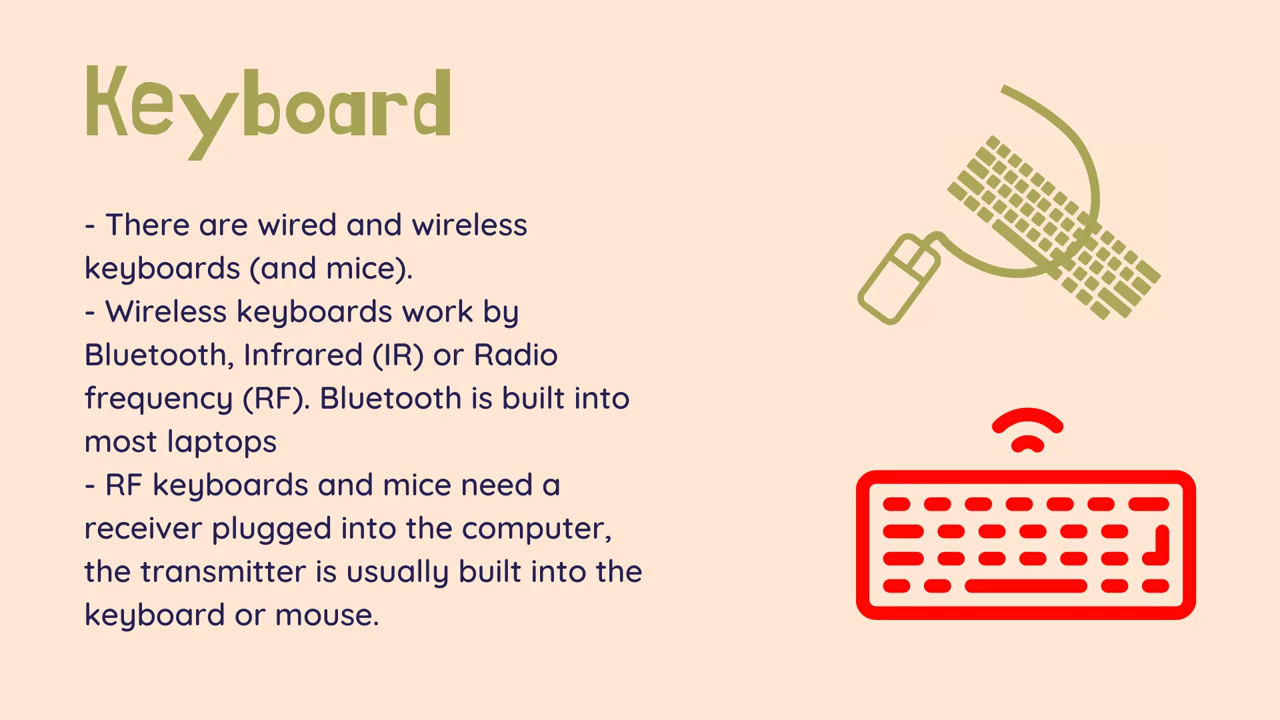 Keyboard
- There are wired and wireless
keyboards (and mice).
- Wireless keyboards work by
Bluetooth, Infrared (IR) or Radio
frequency (RF). Bluetooth is built into
most laptops
- RF keyboards and mice need a
receiver plugged into the computer,
the transmitter is usually built into the
keyboard or mouse.